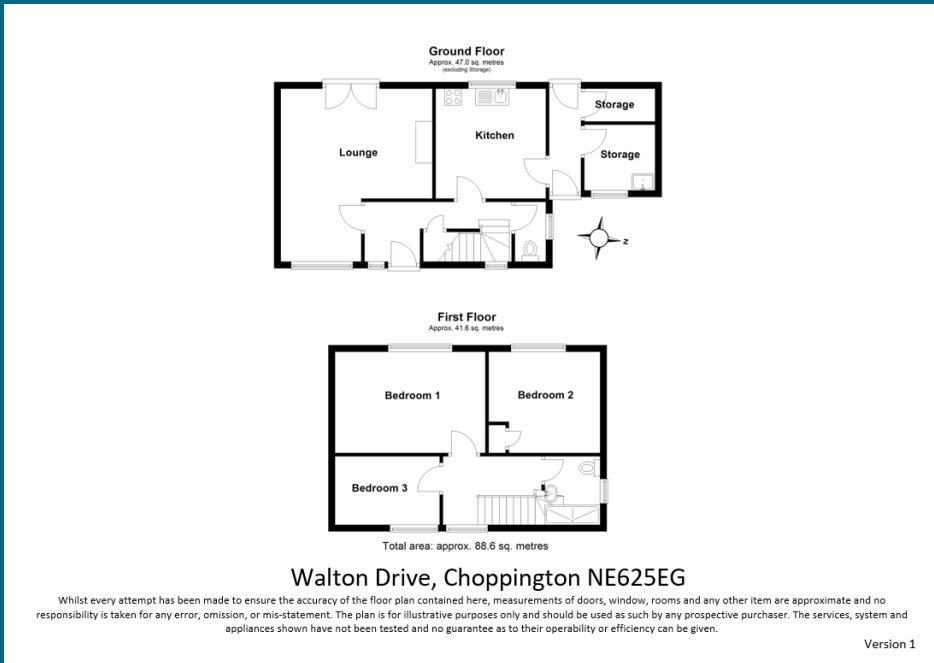 Ground Floor
Approx. 47.0 sq. metres
(excluding Storage)
Storage
Kitchen
Lounge
Storage
Z
First Floor
Approx. 41.6 sq. metres
Bedroom 1
Bedroom 2
Bedroom 3
Total area: approx. 88.6 sq. metres
Walton Drive, Choppington NE625EG
Whilst every attempt has been made to ensure the accuracy of the floor plan contained here, measurements of doors, window, rooms and any other item are approximate and no
responsibility is taken for any error, omission, or mis-statement. The plan is for illustrative purposes only and should be used as such by any prospective purchaser. The services, system and
appliances shown have not been tested and no guarantee as to their operability or efficiency can be given.
Version 1